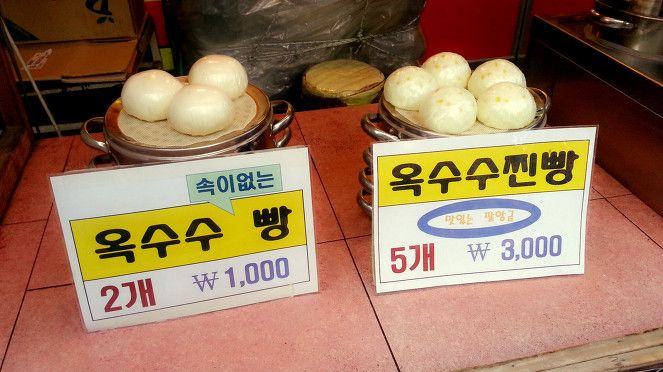 속이없는
옥수수 빵
2개 ₩ 1,000
옥수수찐빵
맛있는 팥앙금
5개 ₩ 3,000